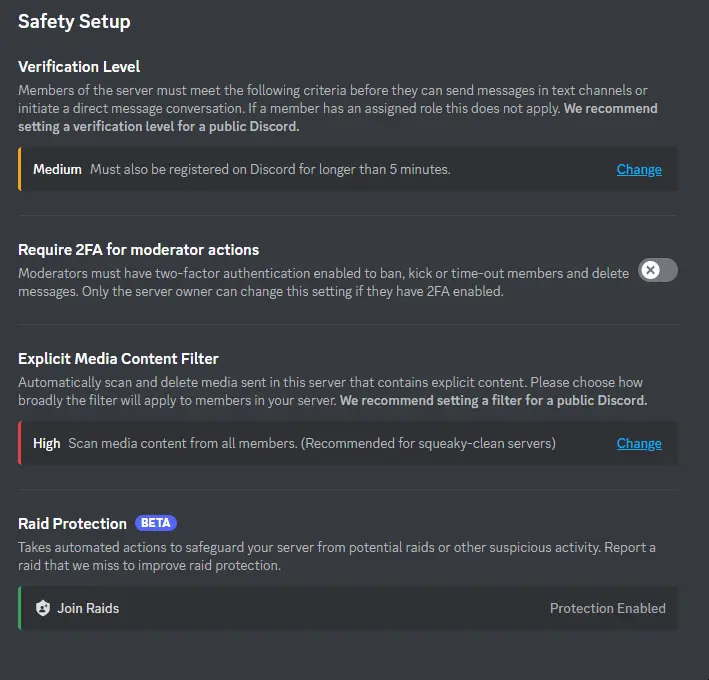 Safety Setup
Verification Level
Members of the server must meet the following criteria before they can send messages in text channels or
initiate a direct message conversation. If a member has an assigned role this does not apply. We recommend
setting a verification level for a public Discord.
Medium Must also be registered on Discord for longer than 5 minutes. Change
Require 2FA for moderator actions
Moderators must have two-factor authentication enabled to ban, kick or time-out members and delete
messages. Only the server owner can change this setting if they have 2FA enabled.
Explicit Media Content Filter
Automatically scan and delete media sent in this server that contains explicit content. Please choose how
broadly the filter will apply to members in your server. We recommend setting a filter for a public Discord.
High Scan media content from all members. (Recommended for squeaky-clean servers) Change
Raid Protection BETA
Takes automated actions to safeguard your server from potential raids or other suspicious activity. Report a
raid that we miss to improve raid protection.
Join Raids Protection Enabled